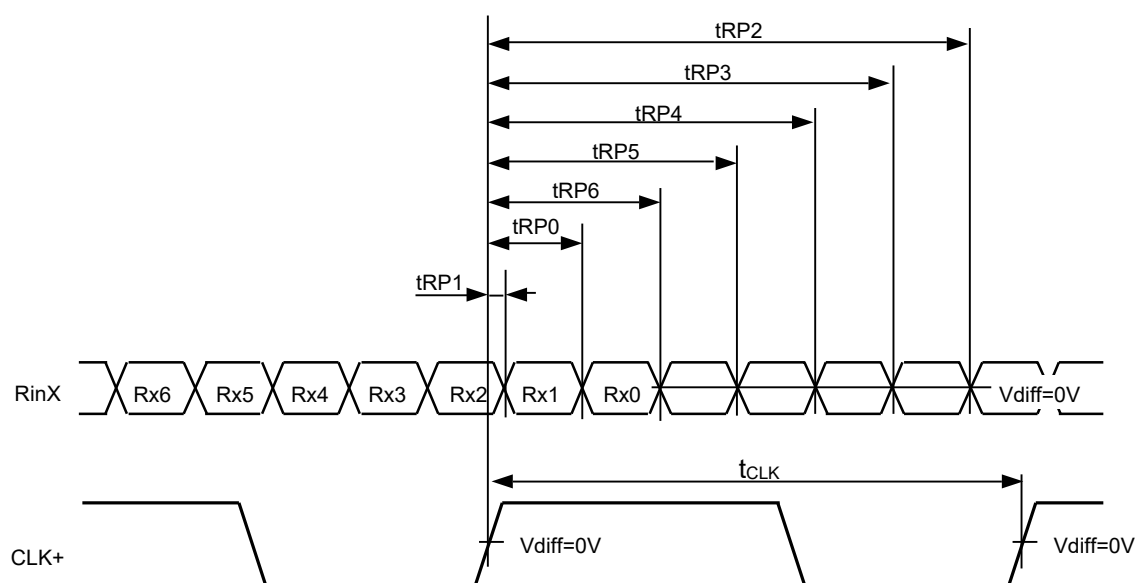 tRP2
tRP3
tRP4
tRP5
tRP6
tRP0
tRP1
RinX Rx6 Rx5 Rx4 Rx3 Rx2 Rx1 Rx0 Vdiff=0V
tCLK
CLK+ Vdiff=0V Vdiff=0V